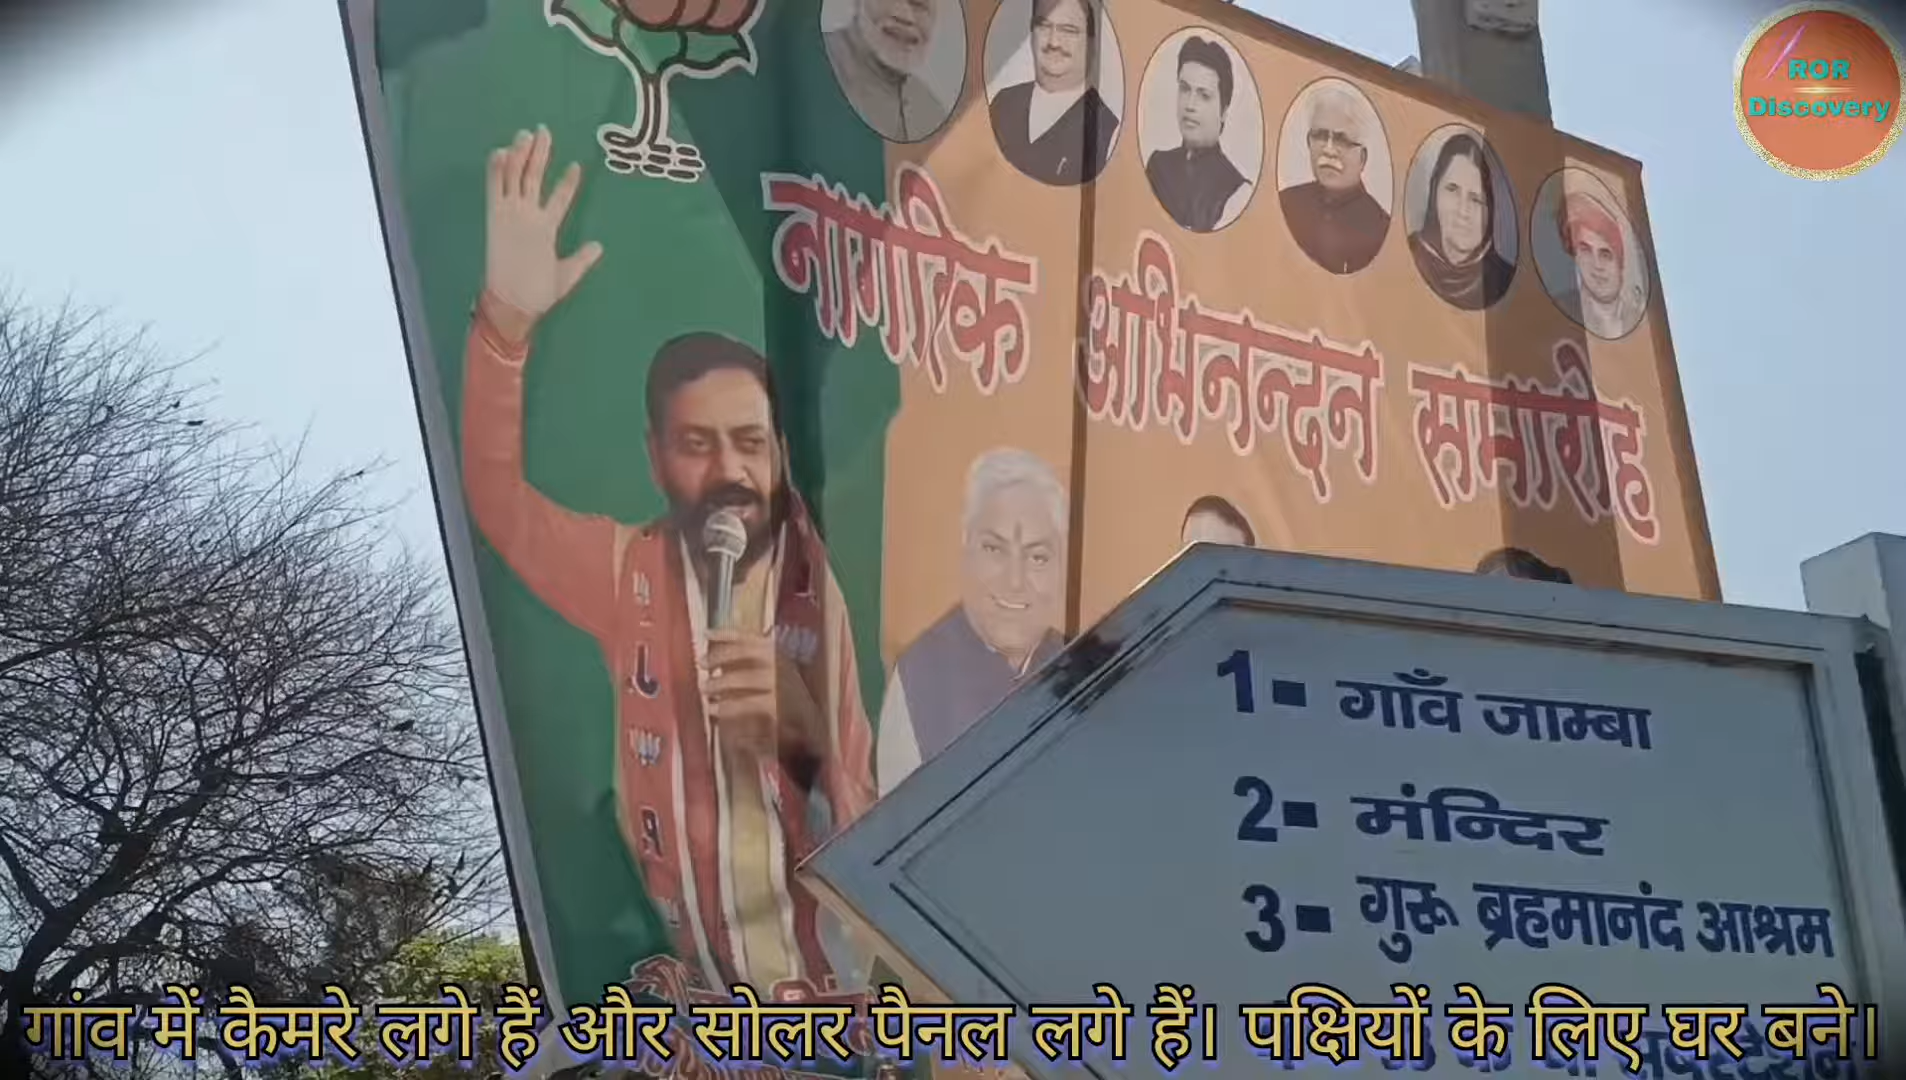 ROR
Discovery
नागरिक अभिनन्दन समारोह
1- गाँव जाम्बा
2- मंन्दिर
3- गुरू ब्रहमानंद आश्रम
गांव में कैमरे लगे हैं और सोलर पैनल लगे हैं। पक्षियों के लिए घर बने।